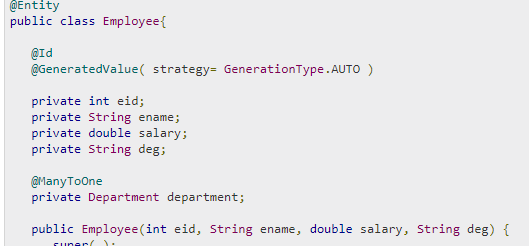 @Entity
public class Employee{
@Id
@GeneratedValue( strategy= GenerationType.AUTO )
private int eid;
private String ename;
private double salary;
private String deg;
@ManyToOne
private Department department;
public Employee(int eid, String ename, double salary, String deg) {
super( );